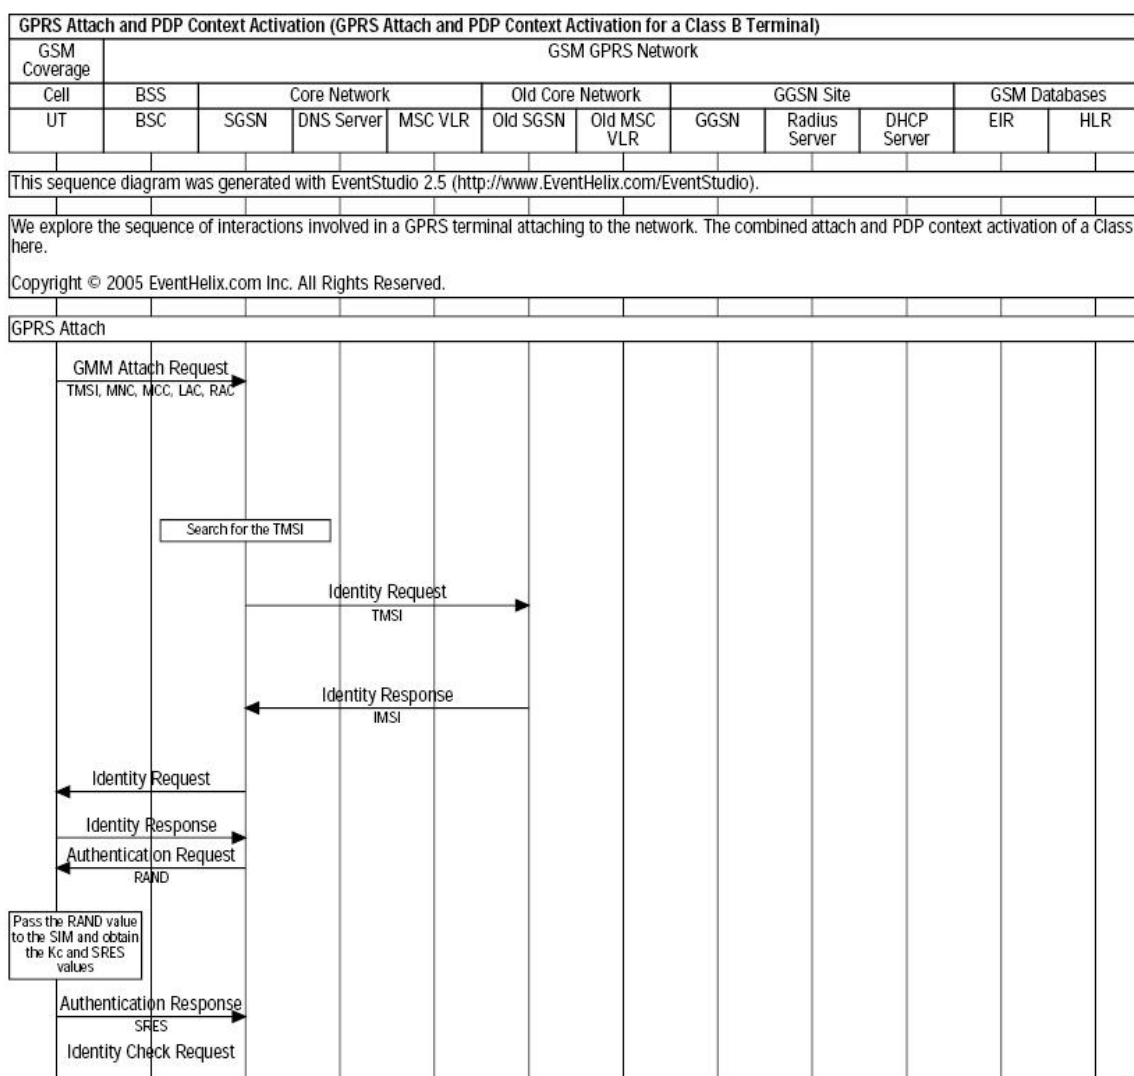 GPRS Attach and PDP Context Activation (GPRS Attach and PDP Context Activation for a Class B Terminal)
GSM Coverage
GSM GPRS Network
Cell
BSS
Core Network
Old Core Network
GGSN Site
GSM Databases
UT
BSC
SGSN
DNS Server
MSC VLR
Old SGSN
Old MSC VLR
GGSN
Radius Server
DHCP Server
EIR
HLR
This sequence diagram was generated with EventStudio 2.5 (http://www.EventHelix.com/EventStudio).
We explore the sequence of interactions involved in a GPRS terminal attaching to the network. The combined attach and PDP context activation of a Class
here.
Copyright © 2005 EventHelix.com Inc. All Rights Reserved.
GPRS Attach
GMM Attach Request
TMSI, MNC, MCC, LAC, RAC
Search for the TMSI
Identity Request
TMSI
Identity Response
IMSI
Identity Request
Identity Response
Authentication Request
RAND
Pass the RAND value
to the SIM and obtain
the Kc and SRES
values
Authentication Response
SRES
Identity Check Request